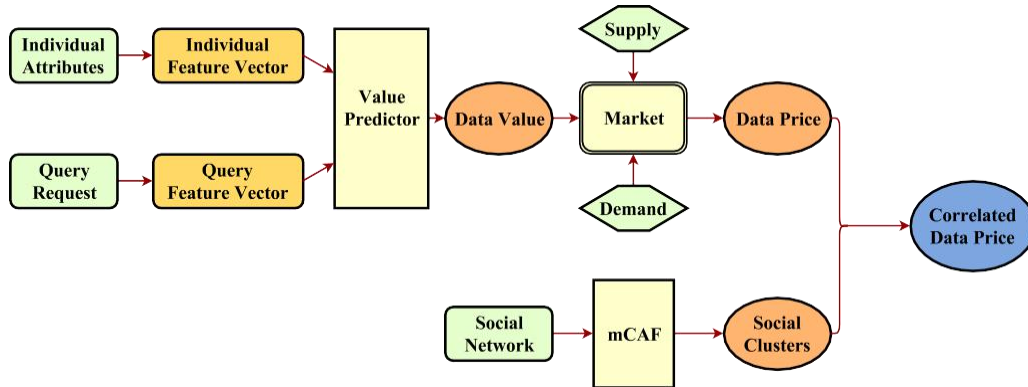 Individual
Attributes
Individual
Feature Vector
Query
Request
Query
Feature Vector
Value
Predictor
Data Value
Supply
Market
Demand
Data Price
Social
Network
mCAF
Social
Clusters
Correlated
Data Price